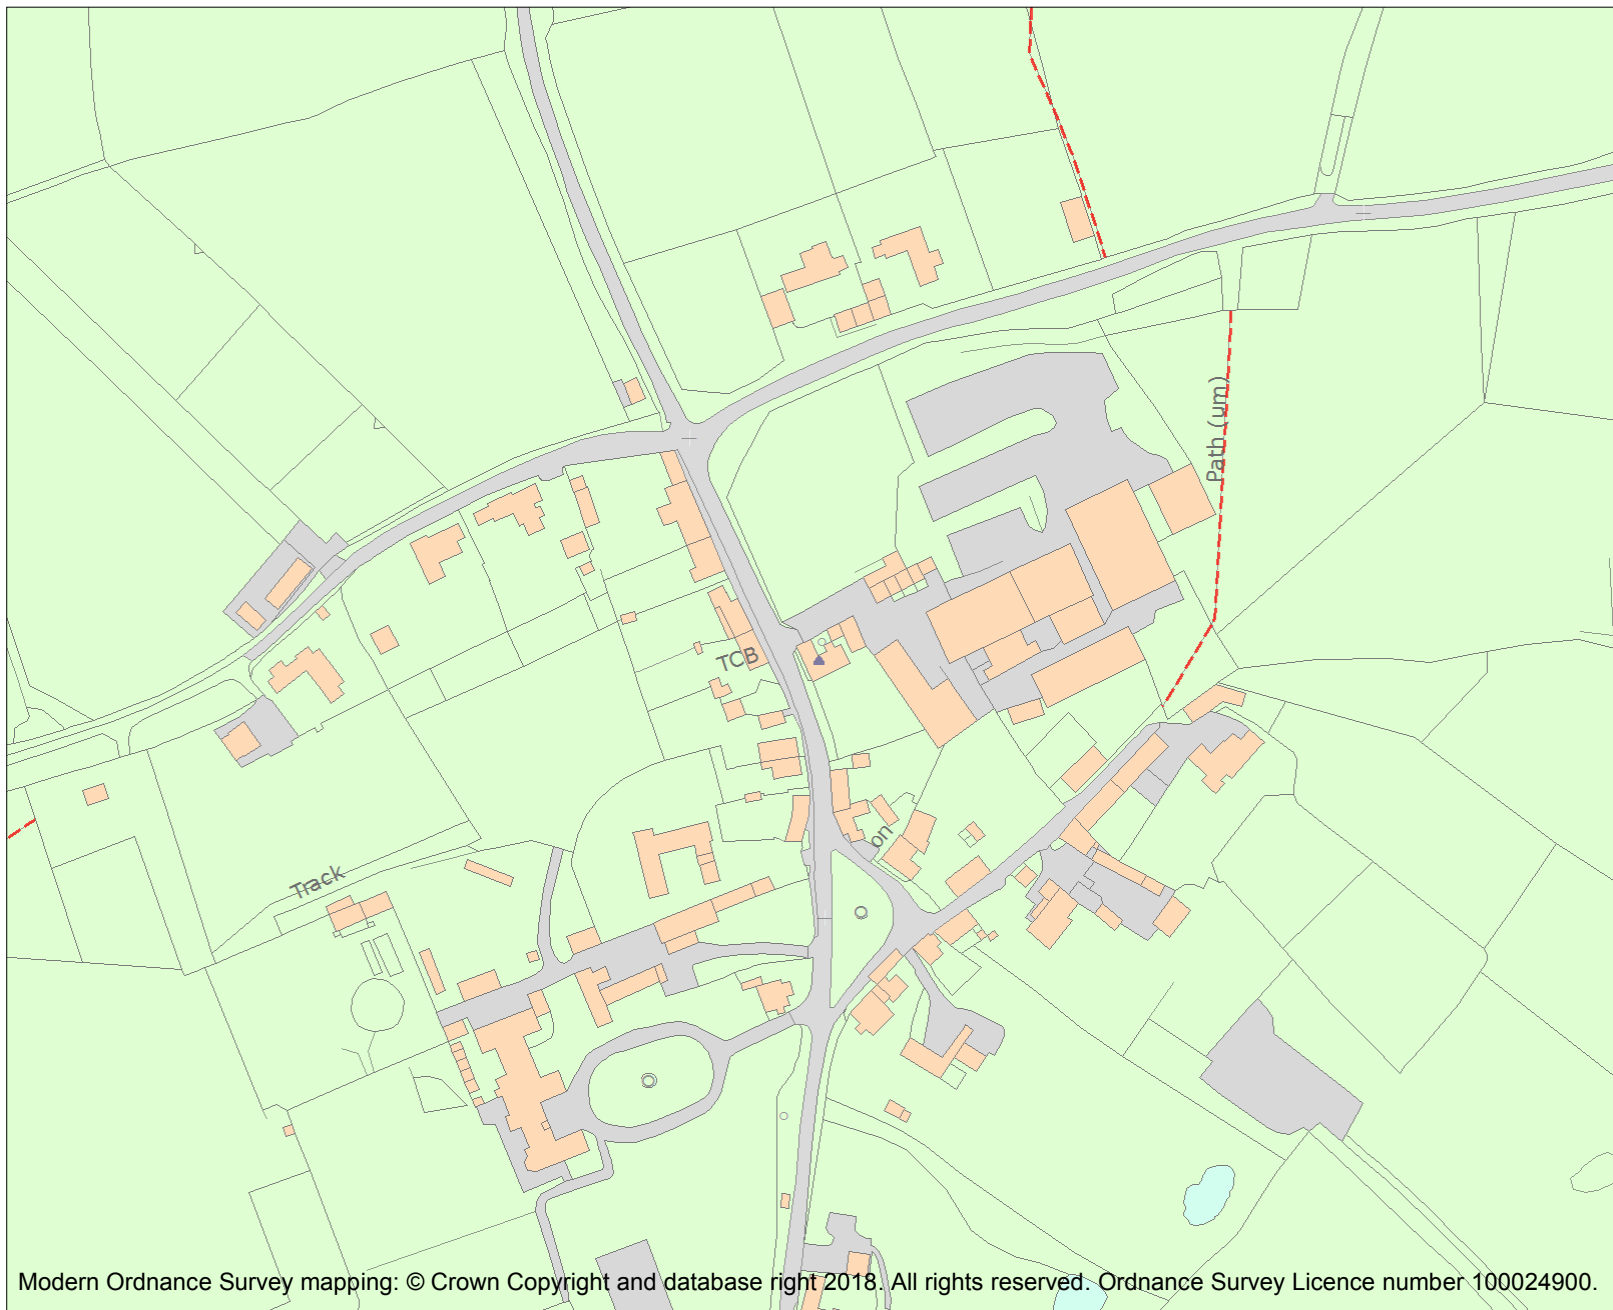 Path (um)
TCB
on
Track
Modern Ordnance Survey mapping: © Crown Copyright and database right 2018. All rights reserved. Ordnance Survey Licence number 100024900.